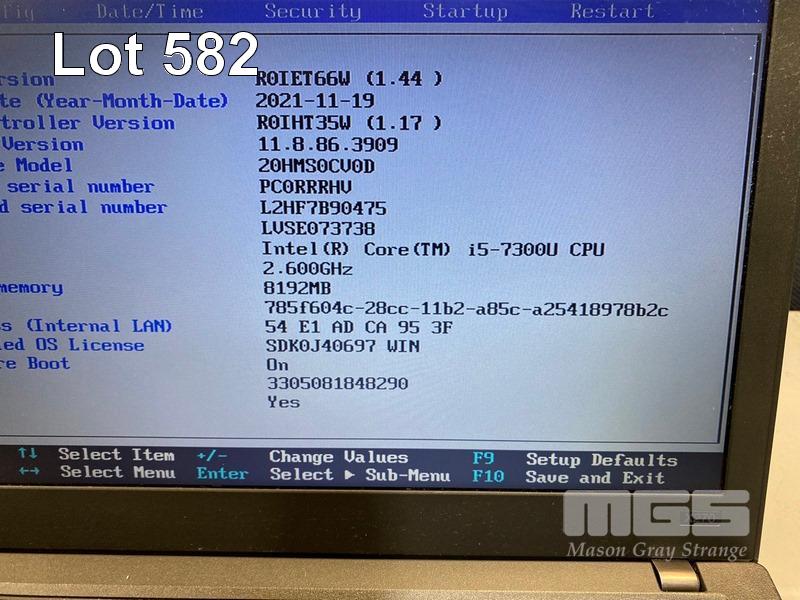 fig Date/Time Security Startup Restart
Lot 582
rsion R0IET66W (1.44 )
te (Year-Month-Date) 2021-11-19
troller Version R0IHT35W (1.17 )
Version 11.8.86.3909
e Model 20HMS0CV0D
serial number PC0RRRHV
d serial number L2HF7B90475
LVSE073738
Intel(R) Core(TM) i5-7300U CPU
2.600GHz
memory 8192MB
785f604c-28cc-11b2-a85c-a25418978b2c
s (Internal LAN) 54 E1 AD CA 95 3F
ed OS License SDK0J40697 WIN
re Boot On
3305081848290
Yes
↑↓ Select Item +/- Change Values F9 Setup Defaults
←→ Select Menu Enter Select ▶ Sub-Menu F10 Save and Exit
MGS
Mason Gray Strange